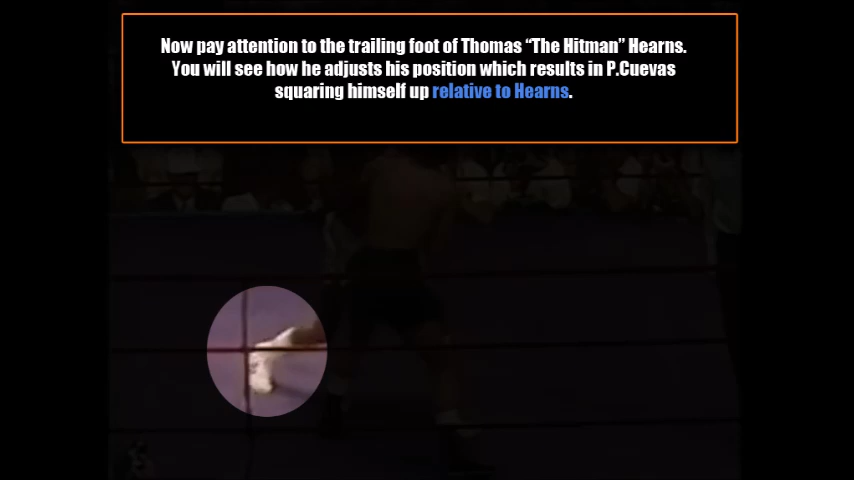 Now pay attention to the trailing foot of Thomas “The Hitman” Hearns.
You will see how he adjusts his position which results in P.Cuevas
squaring himself up relative to Hearns.